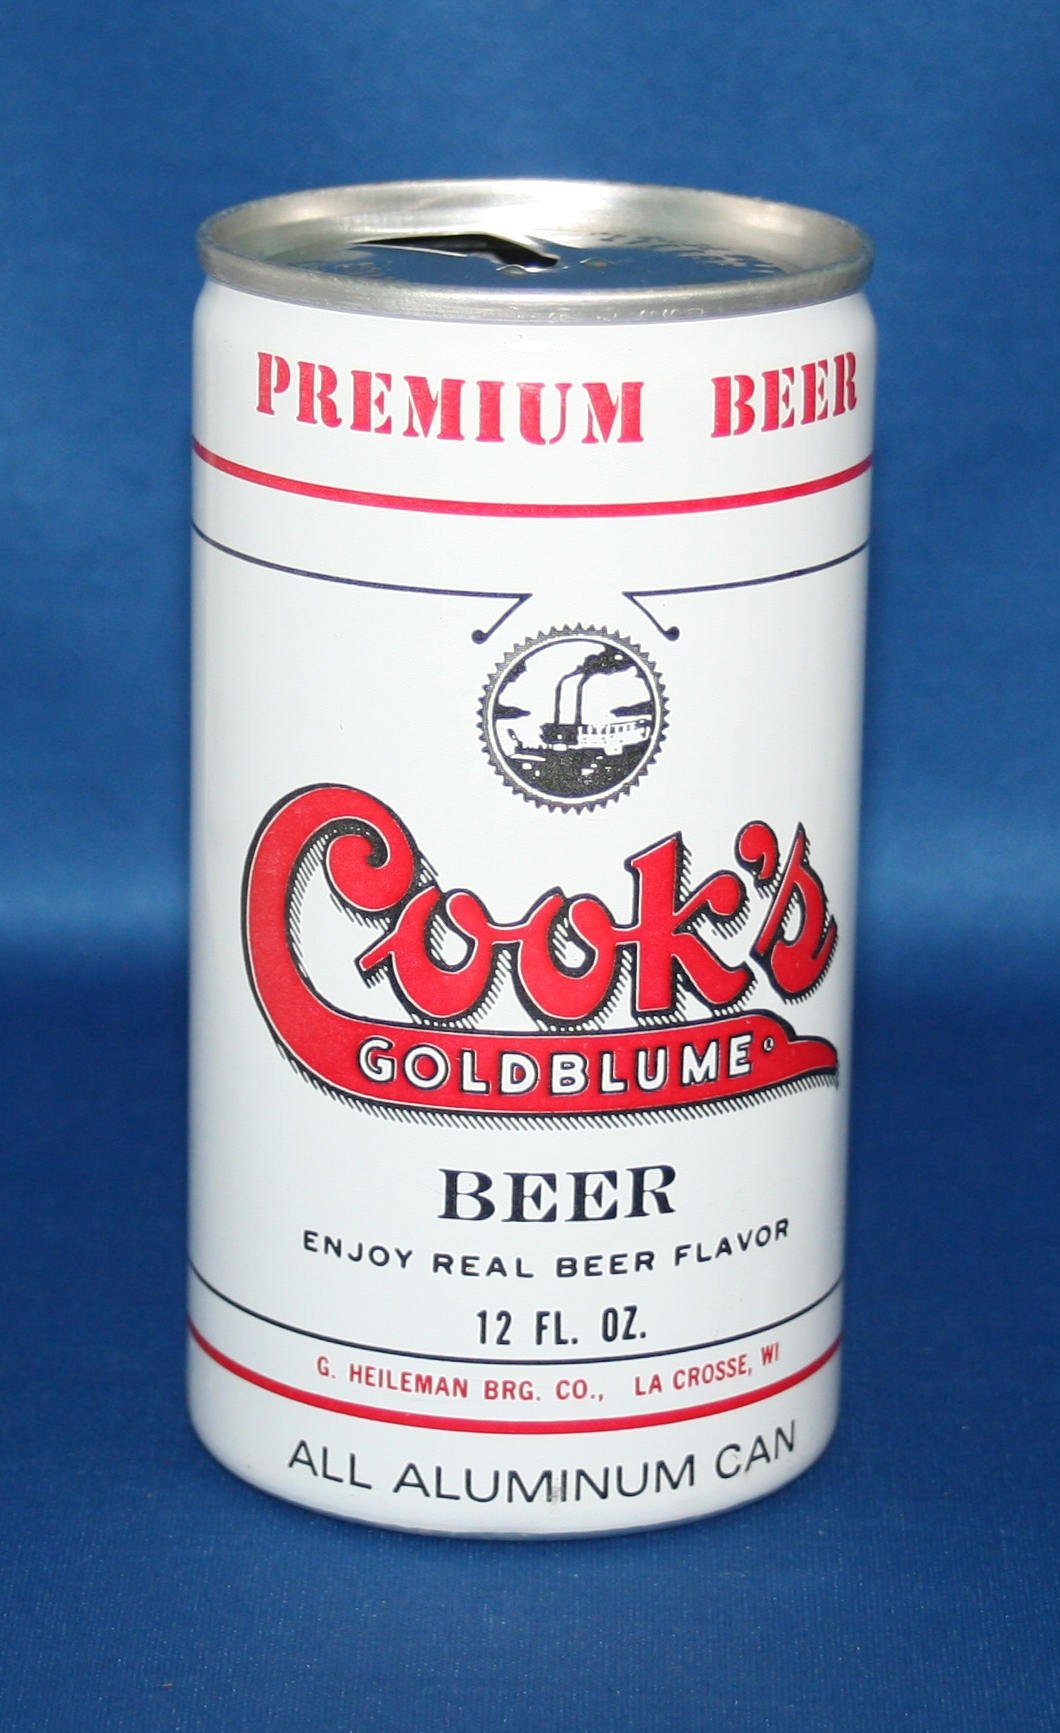 PREMIUM BEER
Cook's
GOLDBLUME®
BEER
ENJOY REAL BEER FLAVOR
12 FL. OZ.
G. HEILEMAN BRG. CO., LA CROSSE, WI
ALL ALUMINUM CAN